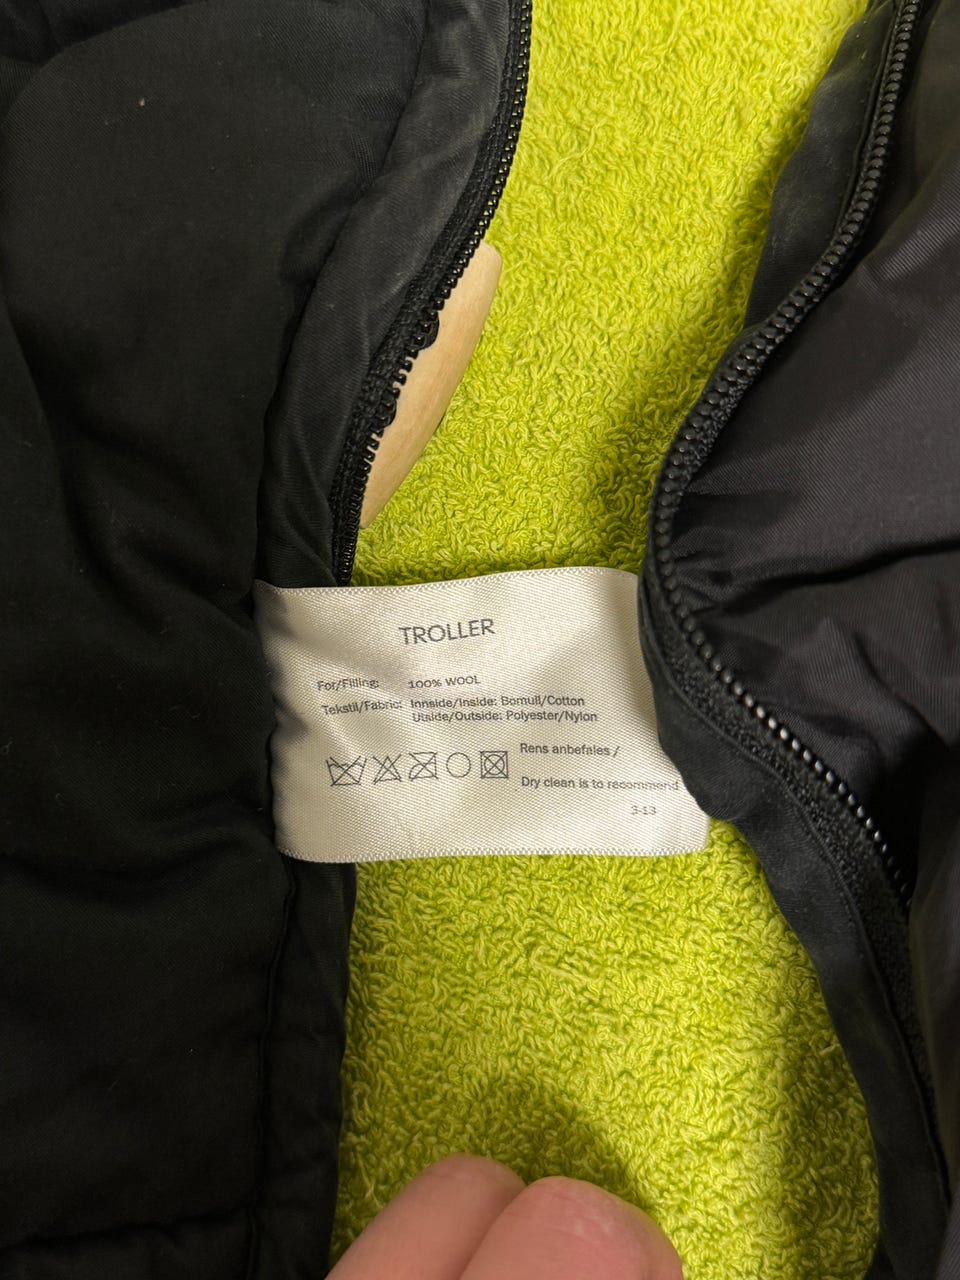 TROLLER
For/Filling: 100% WOOL
Tekstil/Fabric: Innside/Inside: Bomull/Cotton
Utside/Outside: Polyester/Nylon
Rens anbefales /
Dry clean is to recommend
3-13